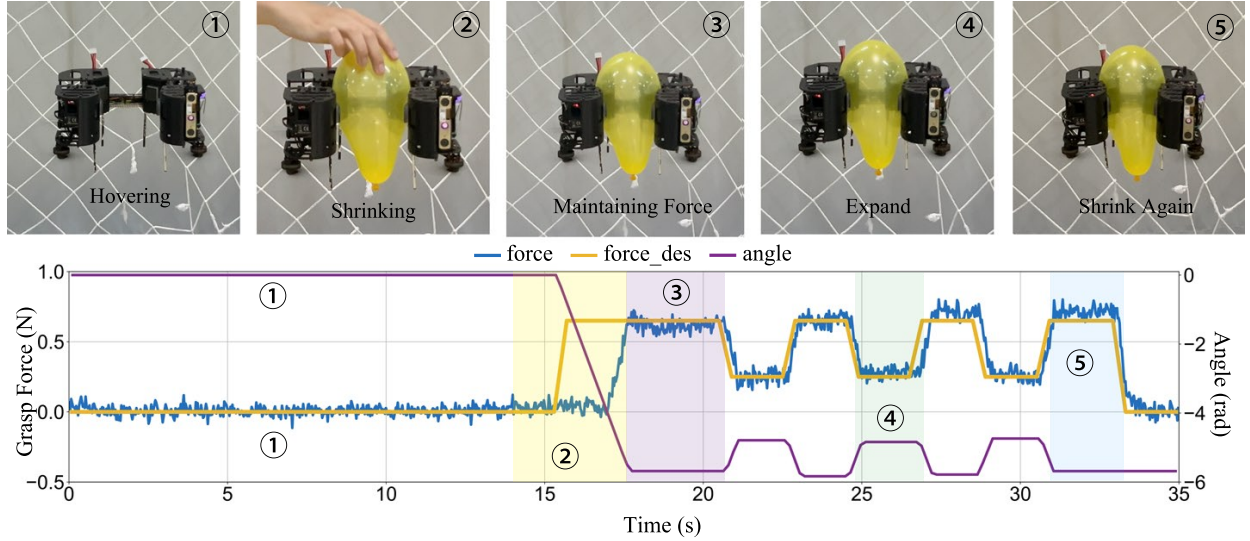 ① ② ③ ④ ⑤
Hovering Shrinking Maintaining Force Expand Shrink Again
force force_des angle
Grasp Force (N)
1.0
0.5
0.0
−0.5
① ③
⑤
④
① ②
0
−2
−4
−6
Angle (rad)
0 5 10 15 20 25 30 35
Time (s)